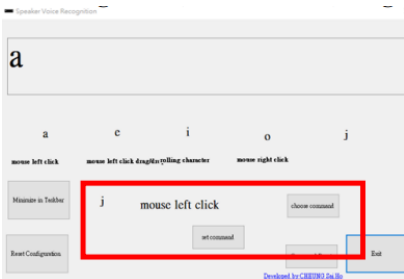 Speaker Voice Recognition
a
a e i o j
mouse left click mouse left click drag/drop rolling character mouse right click
Minimize in Taskbar
j mouse left click choose command
set command
Reset Configuration Exit
Developed by CHEUNG